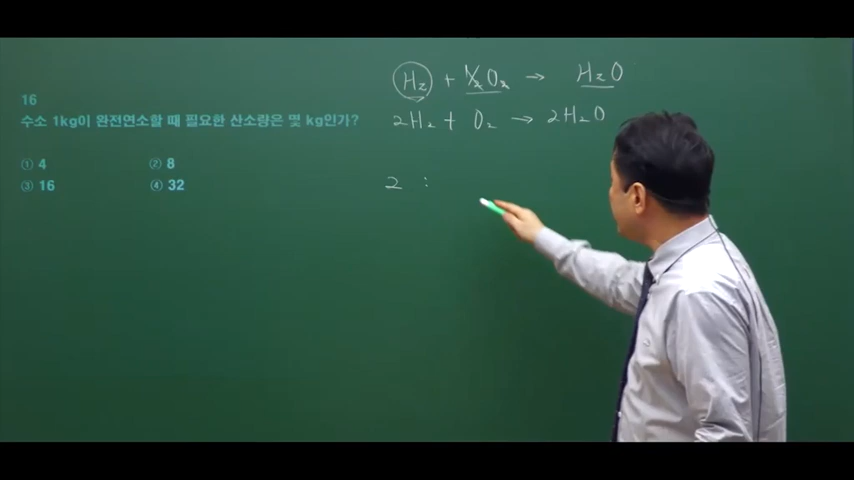 16
수소 1kg이 완전연소할 때 필요한 산소량은 몇 kg인가?
① 4 ② 8
③ 16 ④ 32
H₂ + ½O₂ → H₂O
2H₂ + O₂ → 2H₂O
2 :